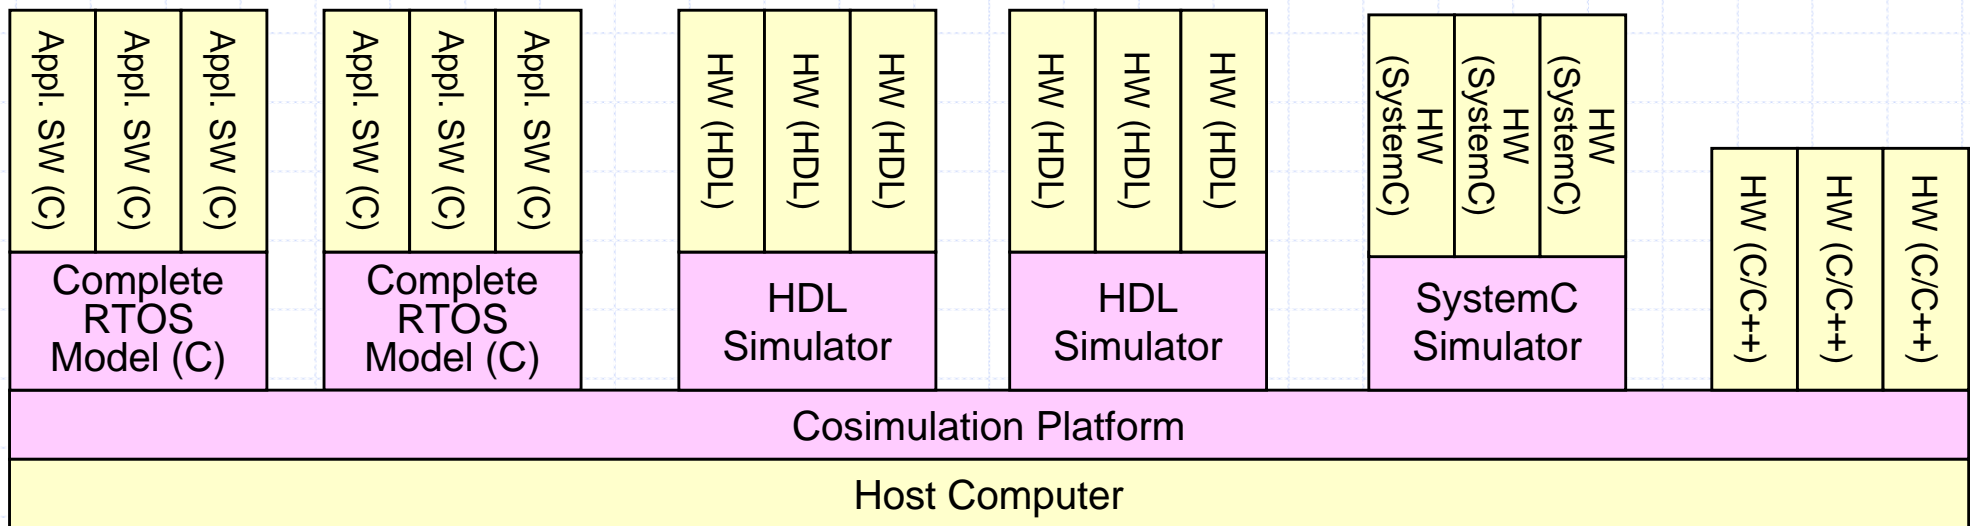 Appl. SW (C)
Appl. SW (C)
Appl. SW (C)
Complete
RTOS
Model (C)
Appl. SW (C)
Appl. SW (C)
Appl. SW (C)
Complete
RTOS
Model (C)
HW (HDL)
HW (HDL)
HW (HDL)
HDL
Simulator
HW (HDL)
HW (HDL)
HW (HDL)
HDL
Simulator
HW
(SystemC)
HW
(SystemC)
HW
(SystemC)
SystemC
Simulator
HW (C/C++)
HW (C/C++)
HW (C/C++)
Cosimulation Platform
Host Computer